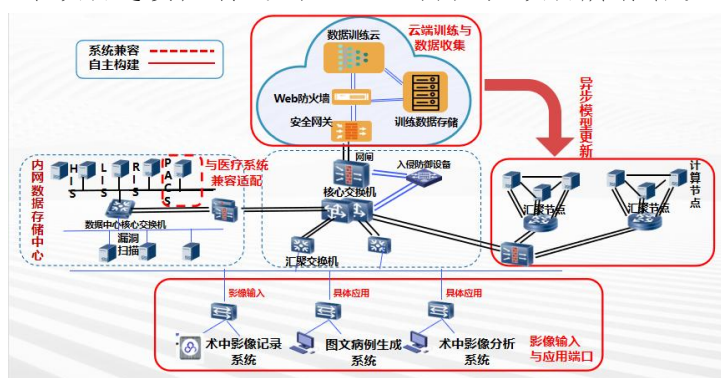 系统兼容
自主构建
数据训练云
云端训练与
数据收集
Web防火墙
安全网关
训练数据存储
异步模型更新
网间
入侵防御设备
核心交换机
汇聚交换机
内网数据存储中心
HIS
LIS
RIS
PACS
与医疗系统
兼容适配
数据中心核心交换机
漏洞
扫描
汇聚节点
汇聚节点
计算节点
影像输入
具体应用
具体应用
术中影像记录
系统
图文病例生成
系统
术中影像分析
系统
影像输入
与应用端口